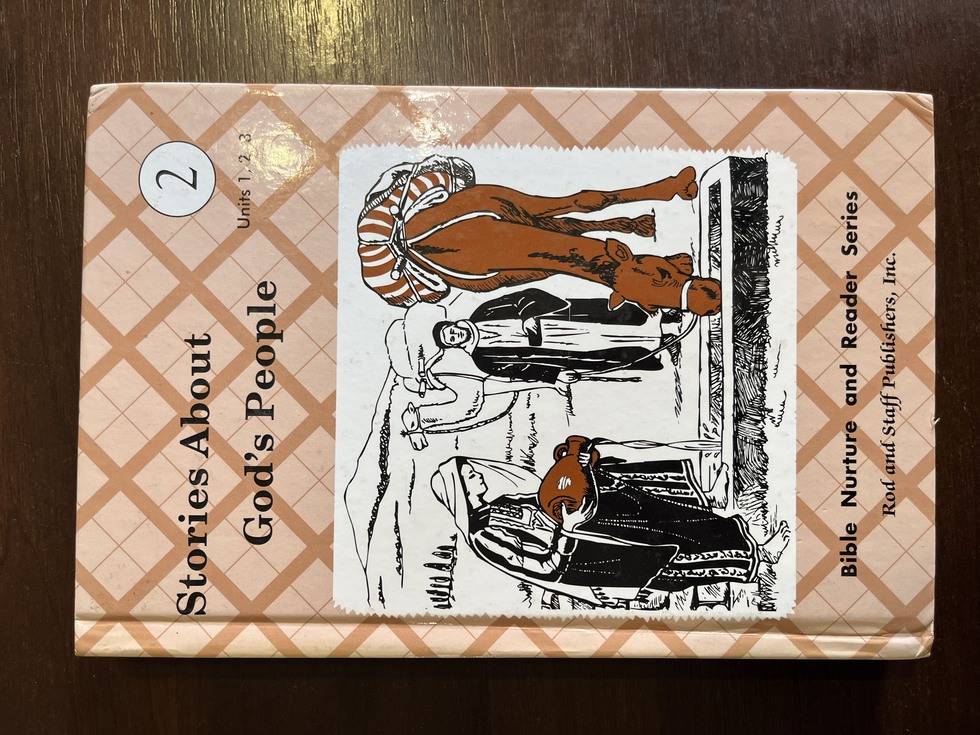 2
Stories About
God's People
Units 1, 2, 3
Bible Nurture and Reader Series
Rod and Staff Publishers, Inc.